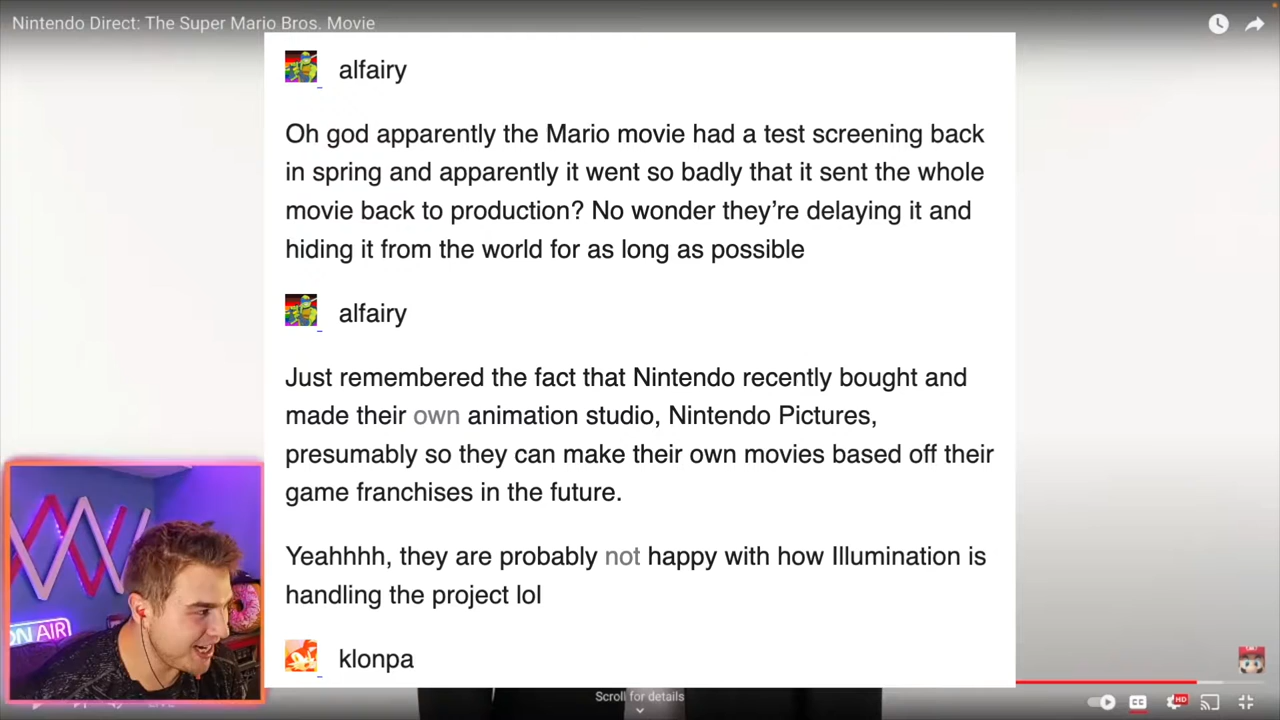 Nintendo Direct: The Super Mario Bros. Movie
alfairy
Oh god apparently the Mario movie had a test screening back
in spring and apparently it went so badly that it sent the whole
movie back to production? No wonder they’re delaying it and
hiding it from the world for as long as possible
alfairy
Just remembered the fact that Nintendo recently bought and
made their own animation studio, Nintendo Pictures,
presumably so they can make their own movies based off their
game franchises in the future.
Yeahhhh, they are probably not happy with how Illumination is
handling the project lol
ON AIR
klonpa
Scroll for details
CC
HD